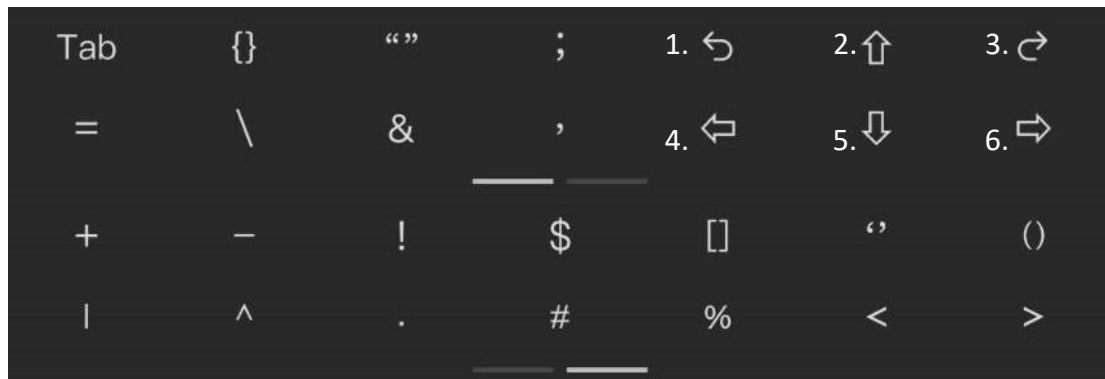 Tab {} “” ; 1. ↶ 2. ⇧ 3. ↷
= \ & , 4. ⇦ 5. ⇩ 6. ⇨
+ − ! $ [] ‘’ ()
| ^ . # % < >